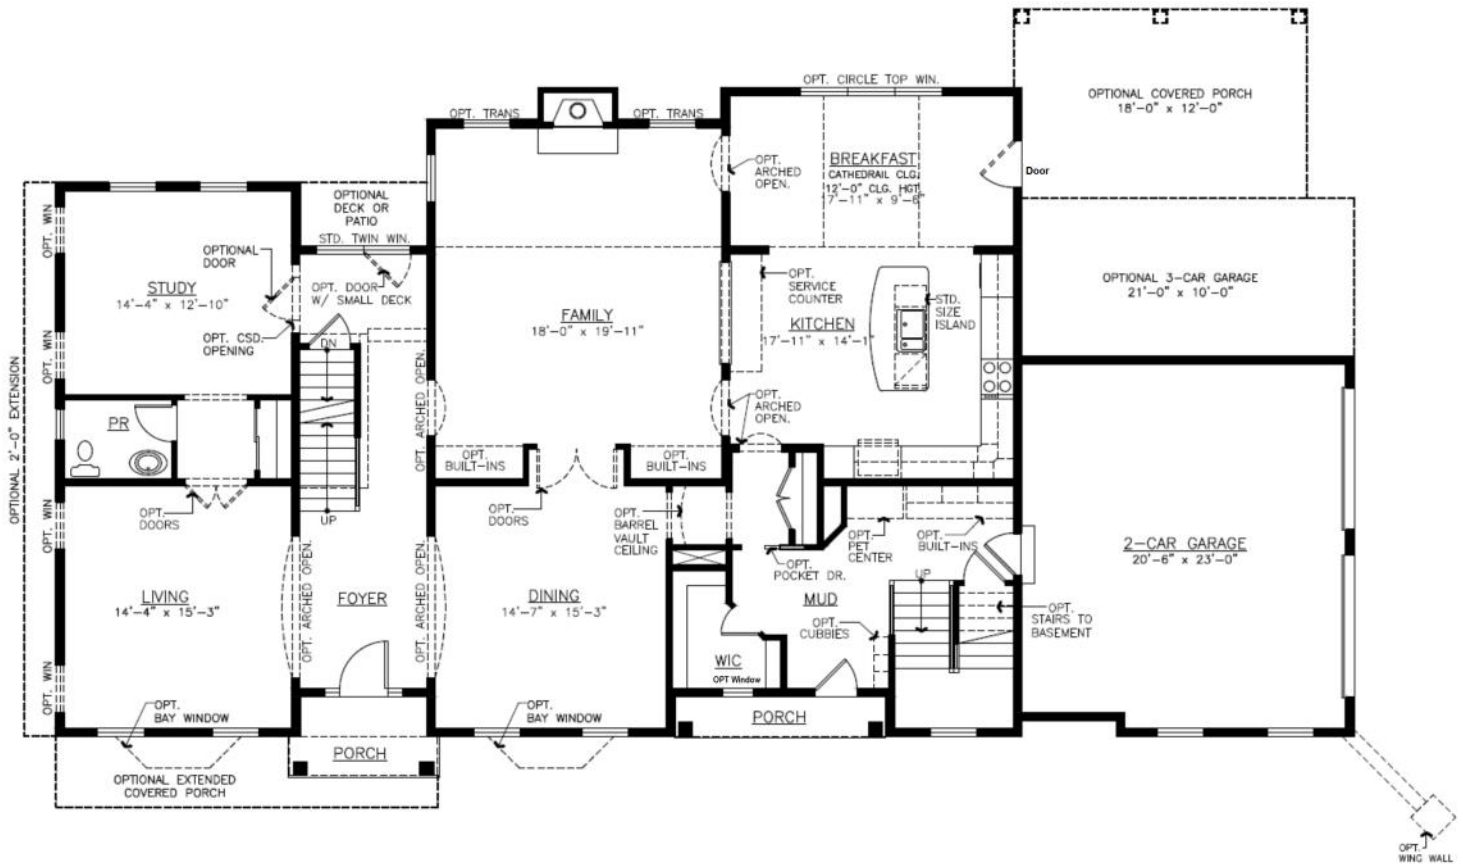 OPTIONAL COVERED PORCH
18'-0" x 12'-0"
OPT. CIRCLE TOP WIN.
OPT. TRANS
OPT. TRANS
BREAKFAST
CATHEDRAIL CLG.
12'-0" CLG. HGT.
17'-11" x 9'-6"
OPT.
ARCHED
OPEN.
Door
OPTIONAL
DECK OR
PATIO
STD. TWIN WIN.
OPT. WIN
OPTIONAL
DOOR
STUDY
14'-4" x 12'-10"
OPT. DOOR
W/ SMALL DECK
OPT. CSD.
OPENING
OPT. WIN
DN
FAMILY
18'-0" x 19'-11"
OPT.
SERVICE
COUNTER
KITCHEN
17'-11" x 14'-1"
STD.
SIZE
ISLAND
OPTIONAL 3-CAR GARAGE
21'-0" x 10'-0"
OPTIONAL 2'-0" EXTENSION
PR
OPT. ARCHED OPEN.
OPT.
ARCHED
OPEN.
OPT.
BUILT-INS
OPT.
BUILT-INS
OPT.
DOORS
UP
OPT.
DOORS
OPT. WIN
OPT.
BARREL
VAULT
CEILING
OPT.
PET
CENTER
OPT.
BUILT-INS
OPT.
POCKET DR.
2-CAR GARAGE
20'-6" x 23'-0"
LIVING
14'-4" x 15'-3"
OPT. ARCHED OPEN.
FOYER
OPT. ARCHED OPEN.
DINING
14'-7" x 15'-3"
MUD
UP
OPT.
CUBBIES
OPT.
STAIRS TO
BASEMENT
WIC
OPT Window
OPT. WIN
OPT.
BAY WINDOW
OPT.
BAY WINDOW
PORCH
PORCH
OPTIONAL EXTENDED
COVERED PORCH
OPT.
WING WALL